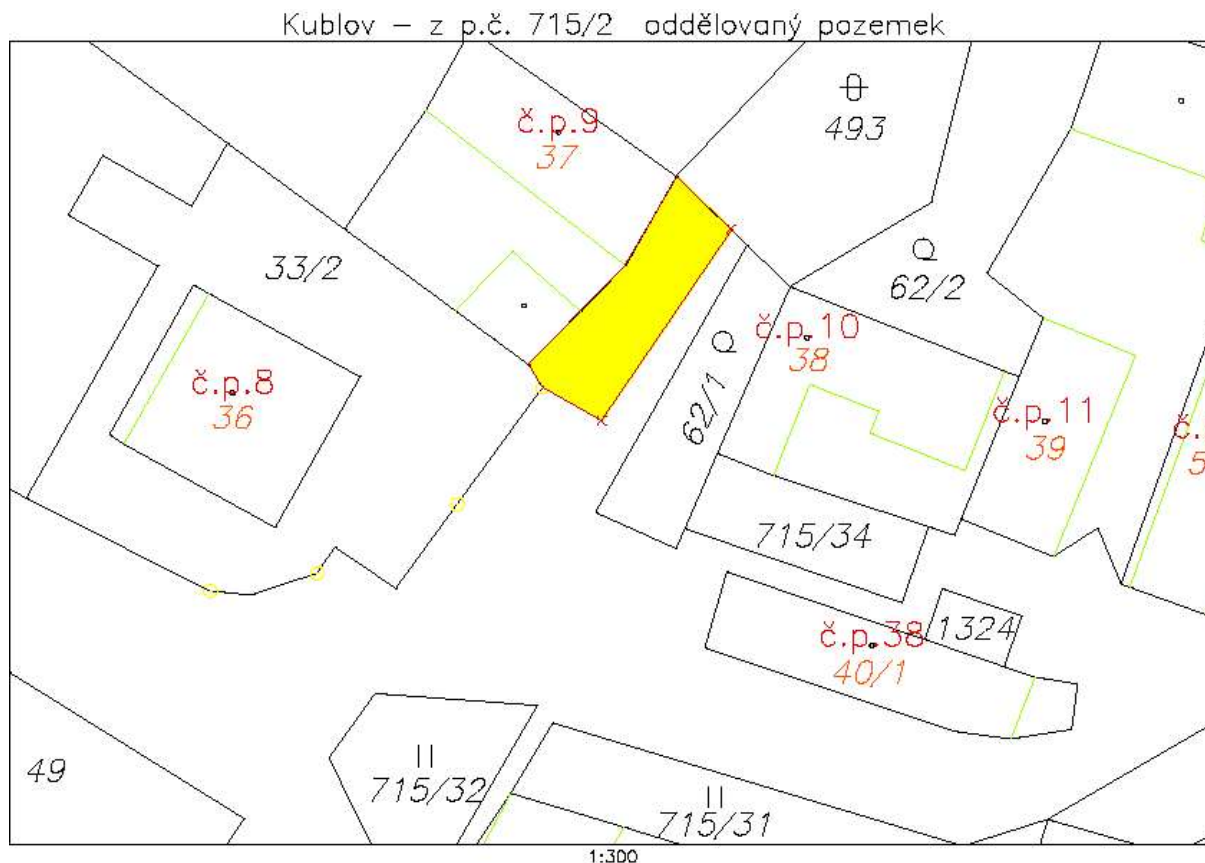 Kublov – z p.č. 715/2 oddělovaný pozemek
č.p.9
37
493
33/2
62/2
č.p.10
38
č.p.8
36
62/1
č.p.11
39
č.
5
715/34
1324
č.p.38
40/1
49
715/32
715/31
1:300